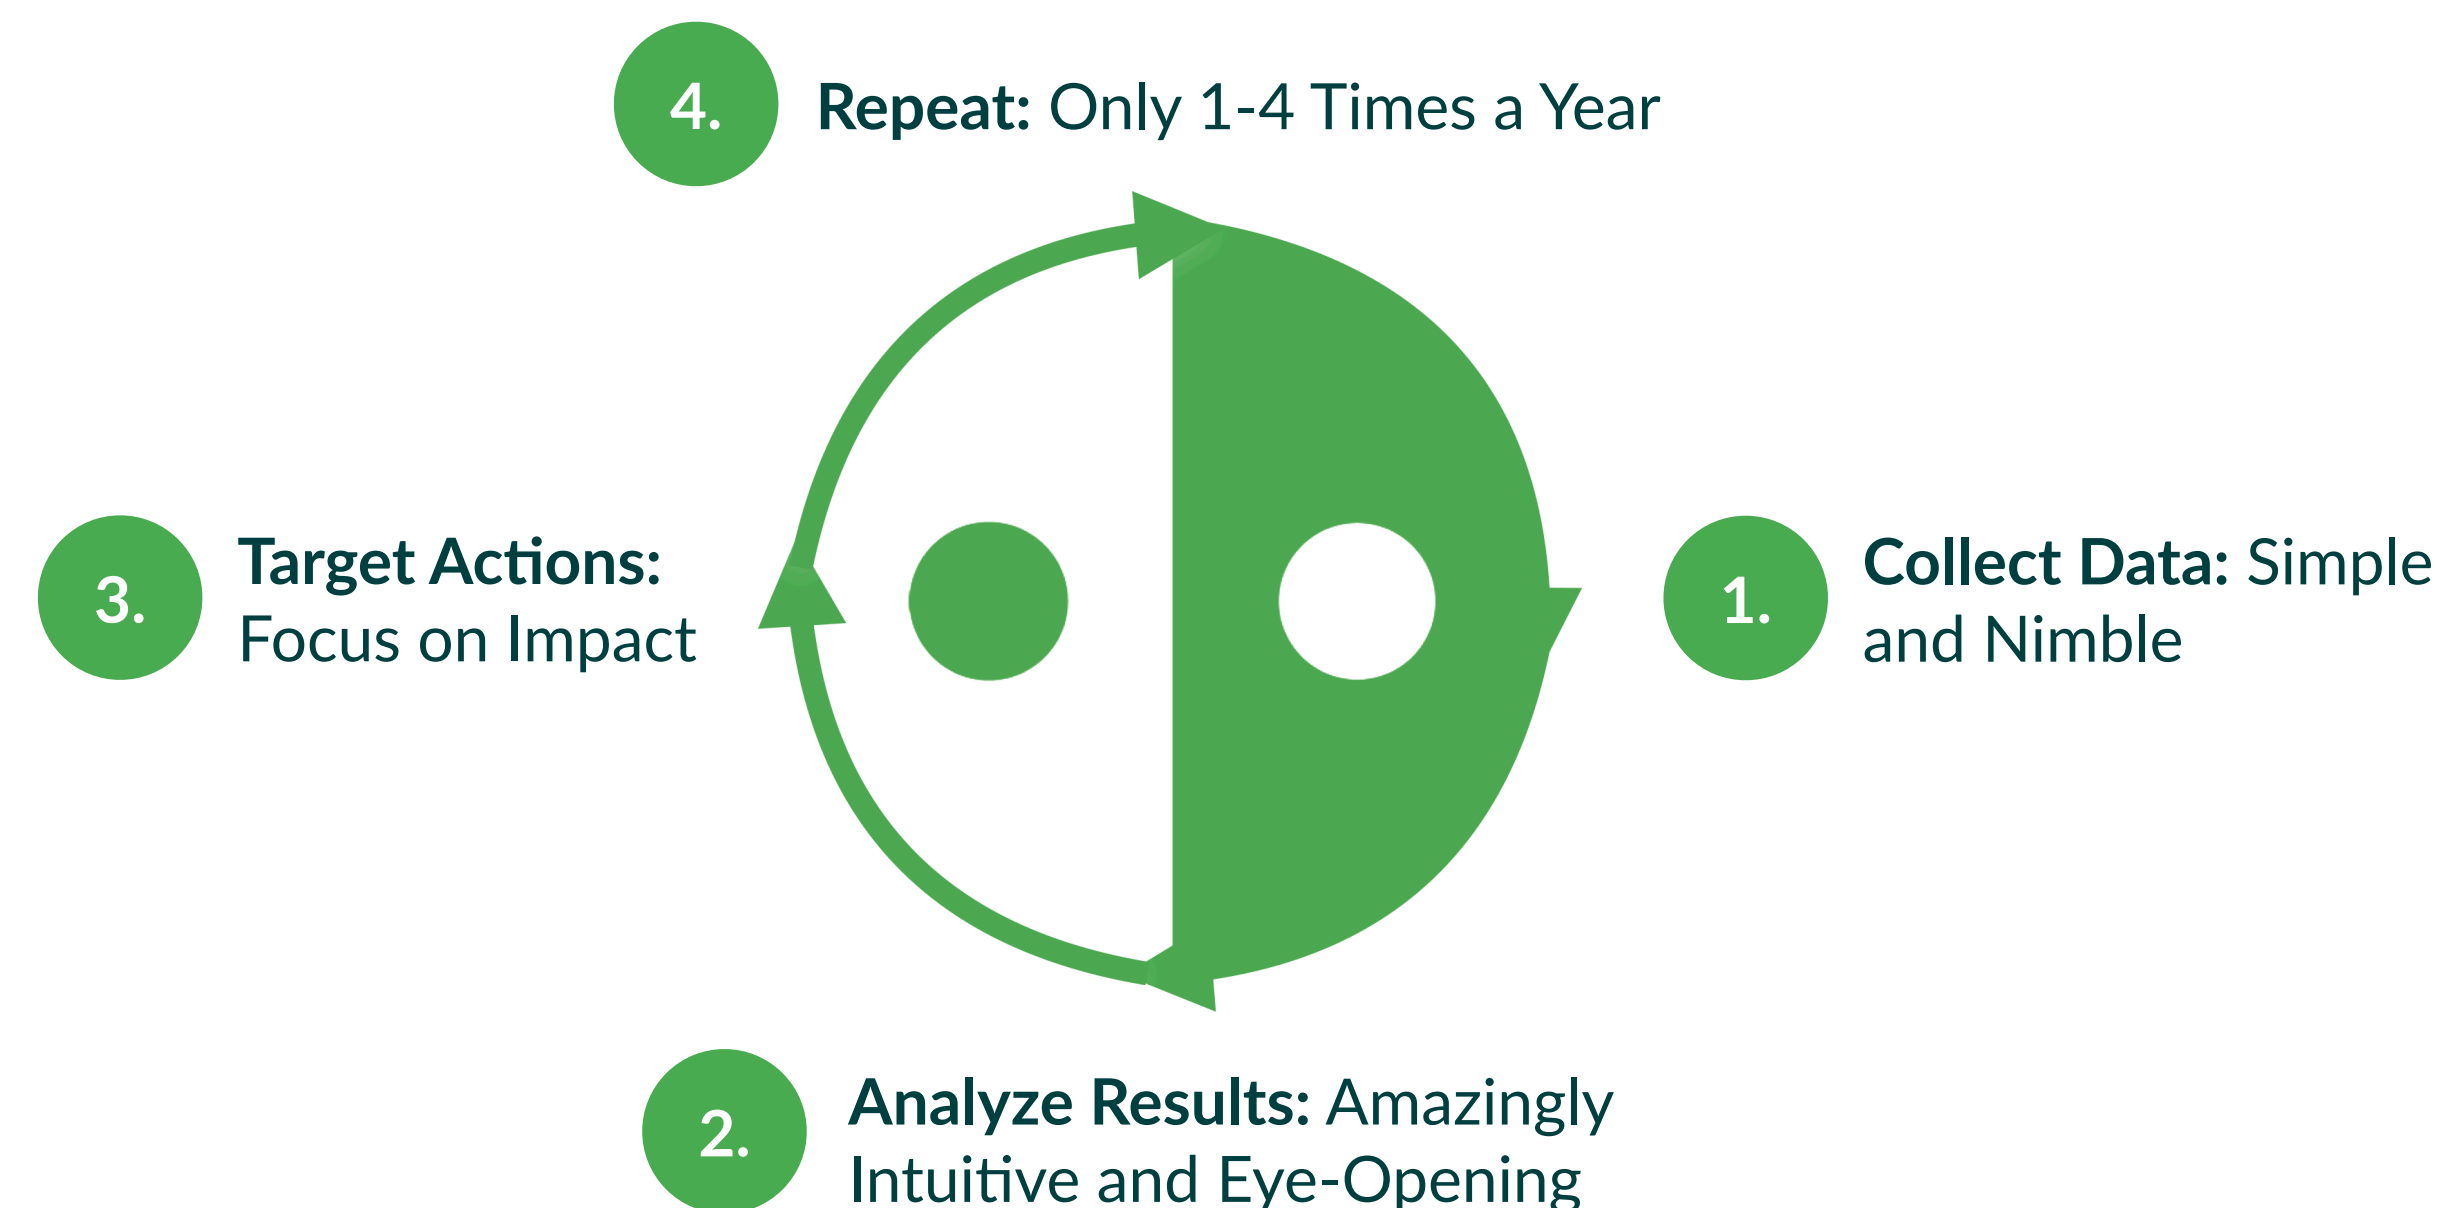 4.
Repeat: Only 1-4 Times a Year
3.
Target Actions:
Focus on Impact
1.
Collect Data: Simple
and Nimble
2.
Analyze Results: Amazingly
Intuitive and Eye-Opening